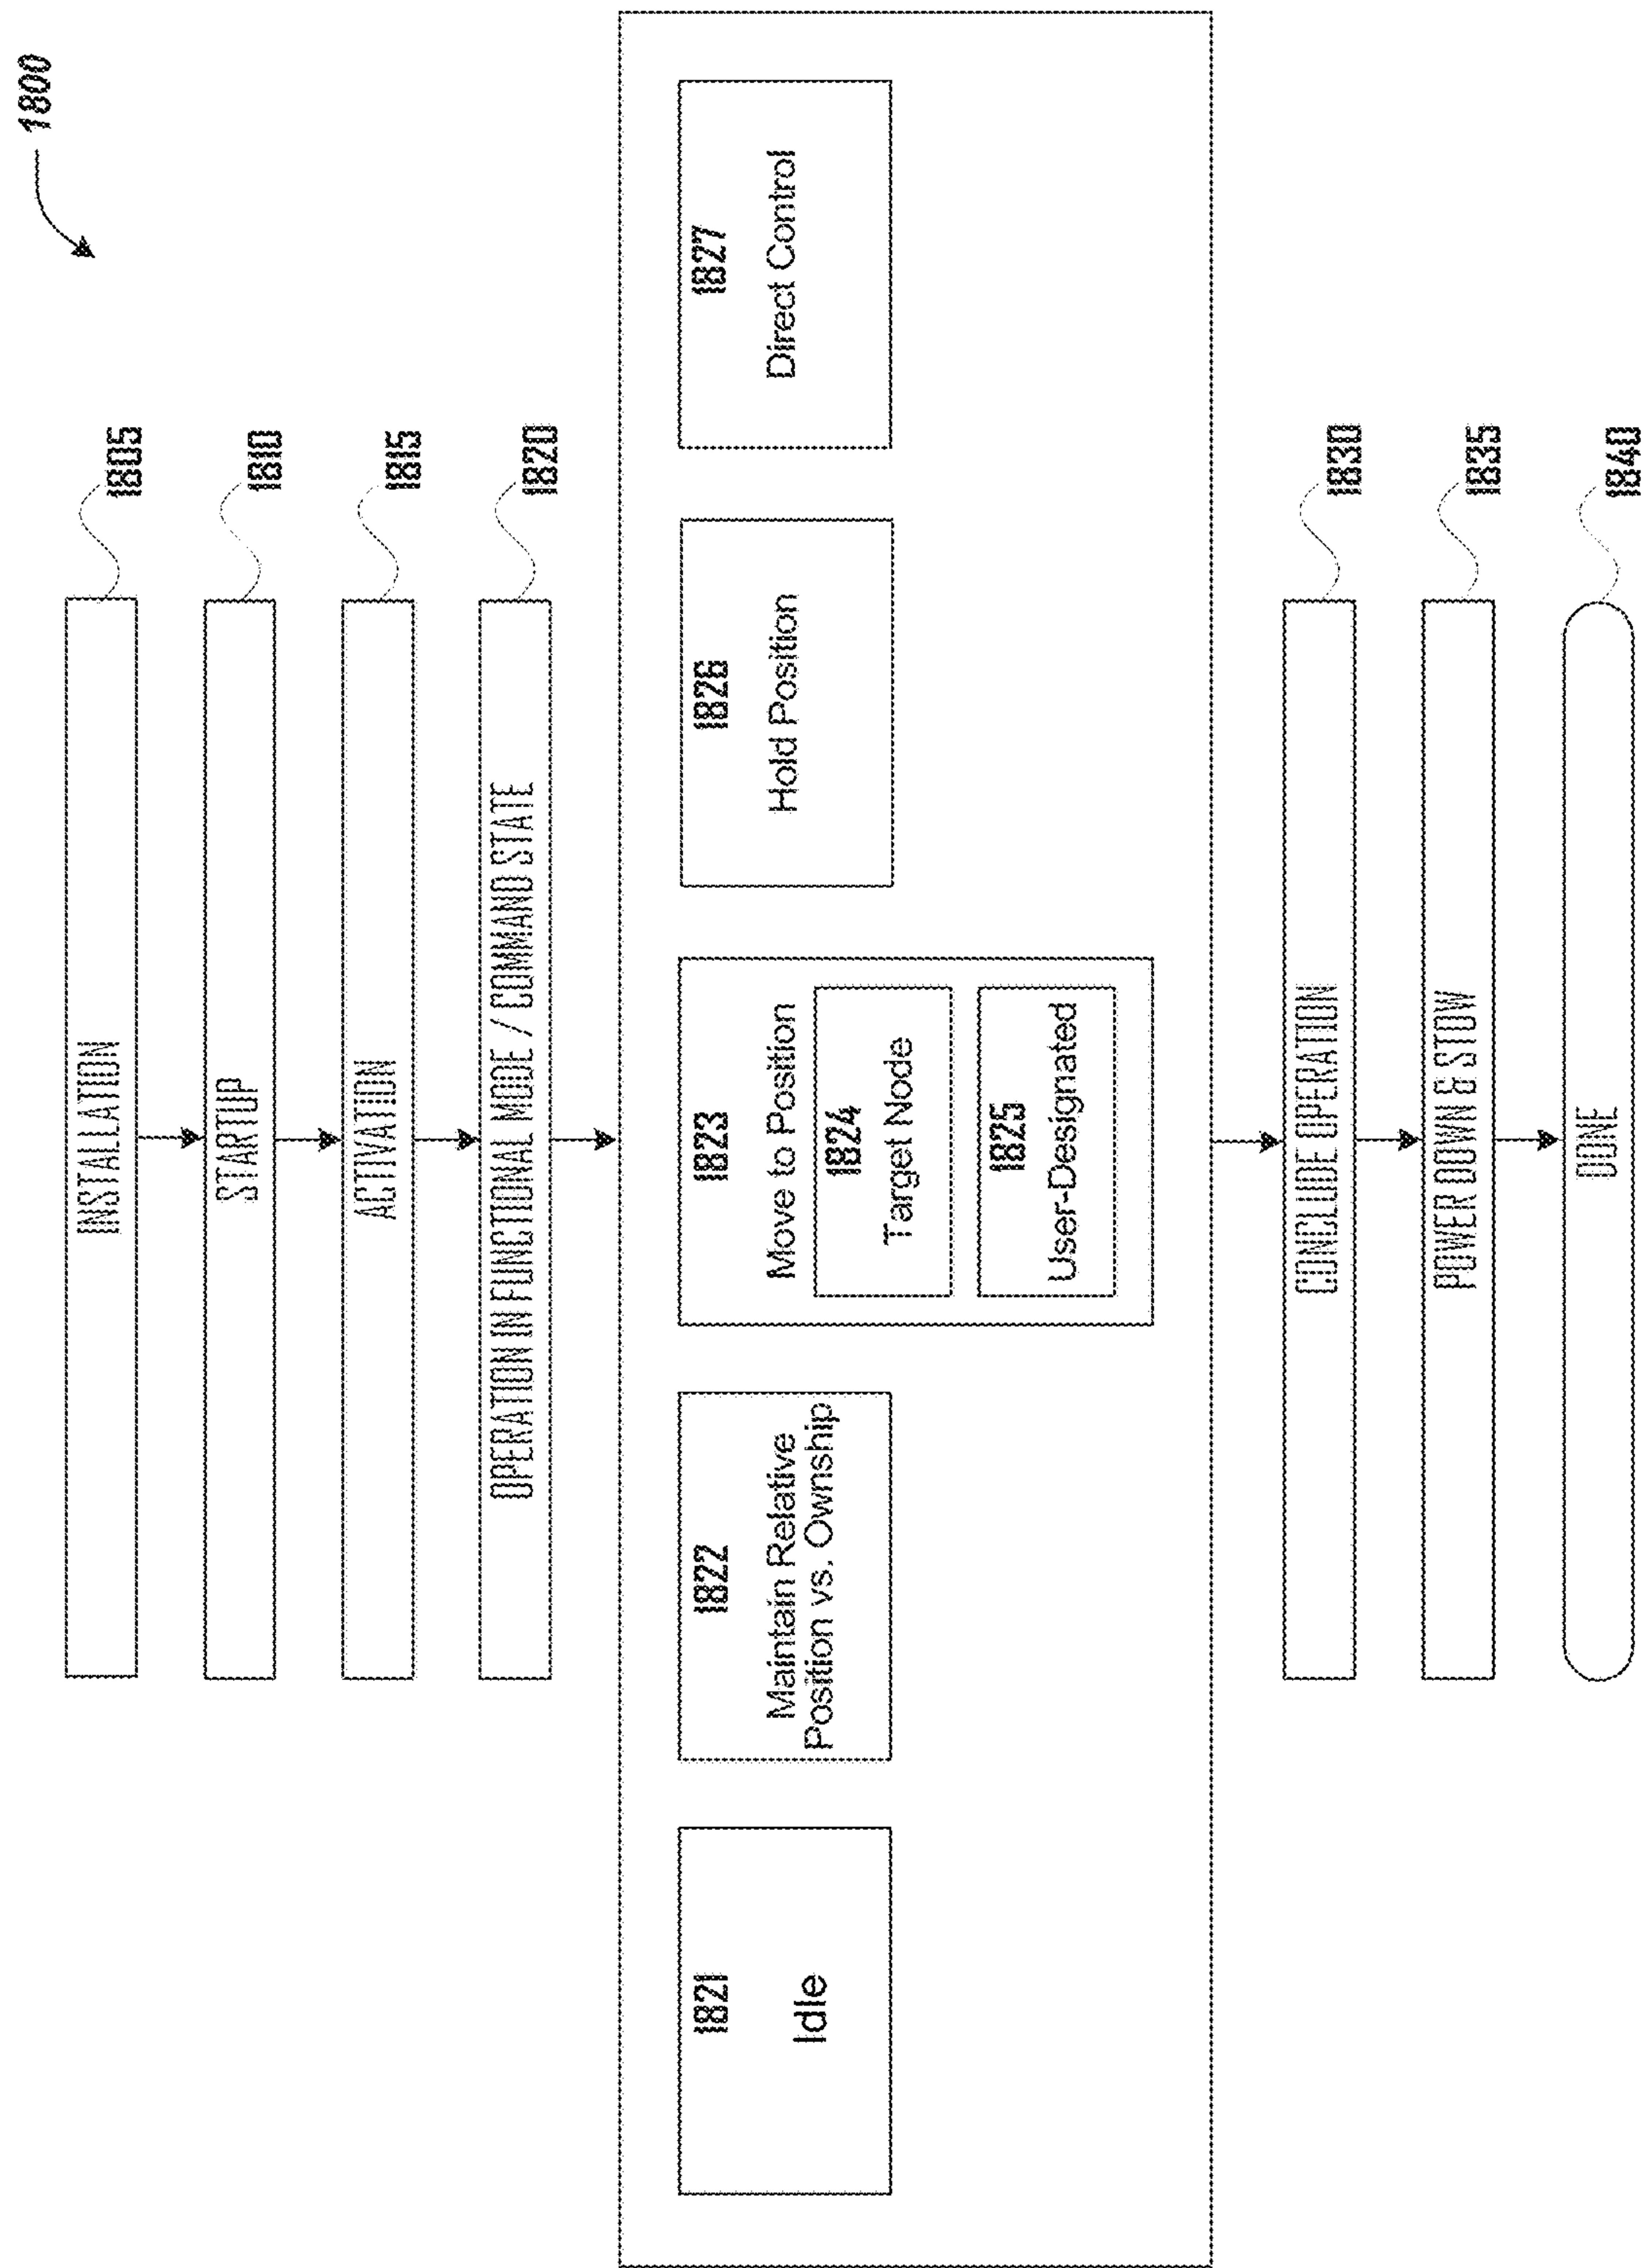 1800
INSTALLATION
1805
STARTUP
1810
ACTIVATION
1815
OPERATION IN FUNCTIONAL MODE / COMMAND STATE
1820
1821
Idle
1822
Maintain Relative
Position vs. Ownship
1823
Move to Position
1824
Target Node
1825
User-Designated
1826
Hold Position
1827
Direct Control
CONCLUDE OPERATION
1830
POWER DOWN & STOW
1835
DONE
1840